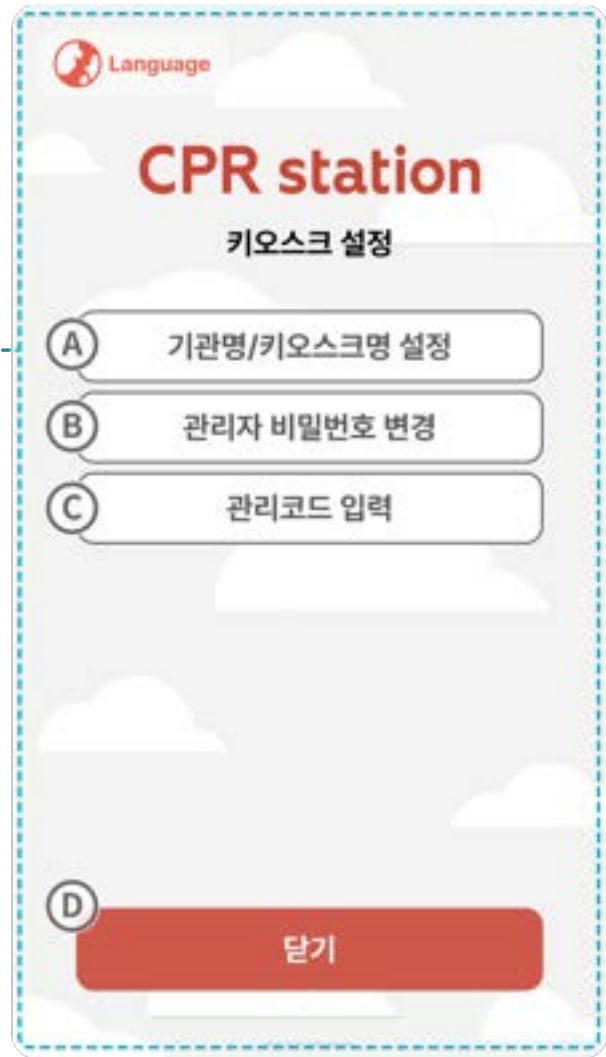 Language
CPR station
키오스크 설정
A 기관명/키오스크명 설정
B 관리자 비밀번호 변경
C 관리코드 입력
D
닫기